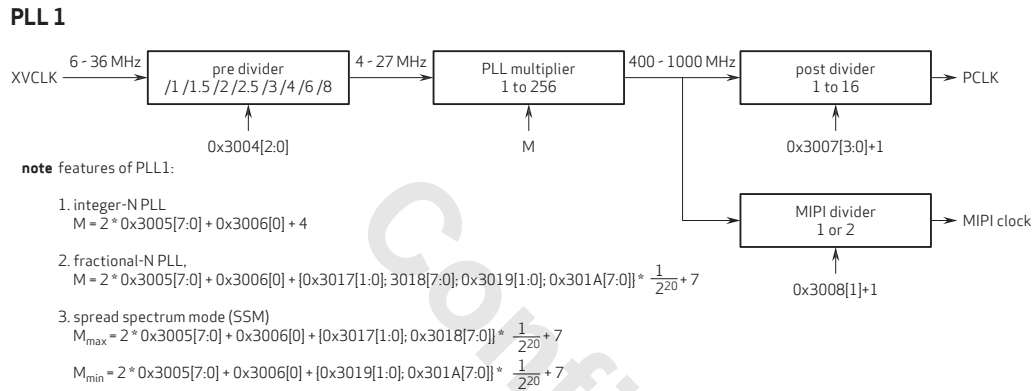 PLL 1
XVCLK
6 - 36 MHz
pre divider
/1 /1.5 /2 /2.5 /3 /4 /6 /8
0x3004[2:0]
4 - 27 MHz
PLL multiplier
1 to 256
M
400 - 1000 MHz
post divider
1 to 16
0x3007[3:0]+1
PCLK
MIPI divider
1 or 2
0x3008[1]+1
MIPI clock
note features of PLL1:
1. integer-N PLL
M = 2 * 0x3005[7:0] + 0x3006[0] + 4
2. fractional-N PLL,
M = 2 * 0x3005[7:0] + 0x3006[0] + {0x3017[1:0]; 3018[7:0]; 0x3019[1:0]; 0x301A[7:0]} * 1/2^20 + 7
3. spread spectrum mode (SSM)
Mmax = 2 * 0x3005[7:0] + 0x3006[0] + {0x3017[1:0]; 0x3018[7:0]} * 1/2^20 + 7
Mmin = 2 * 0x3005[7:0] + 0x3006[0] + {0x3019[1:0]; 0x301A[7:0]} * 1/2^20 + 7
Confi